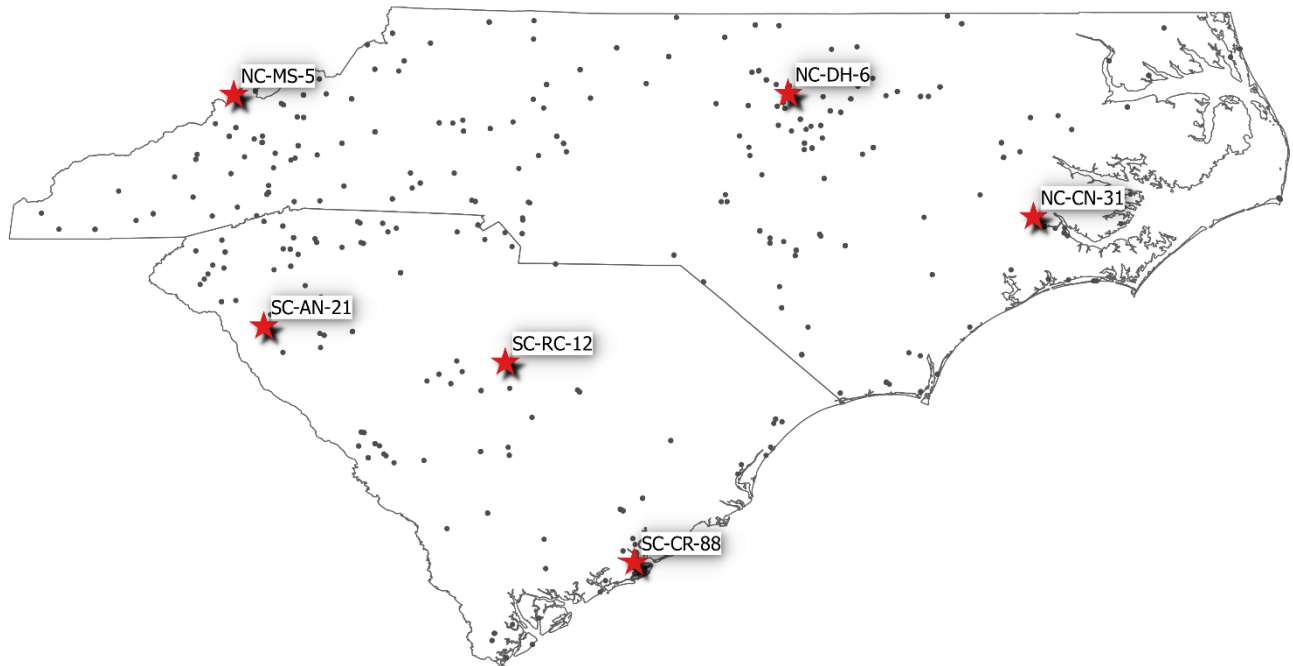 NC-MS-5
NC-DH-6
NC-CN-31
SC-AN-21
SC-RC-12
SC-CR-88